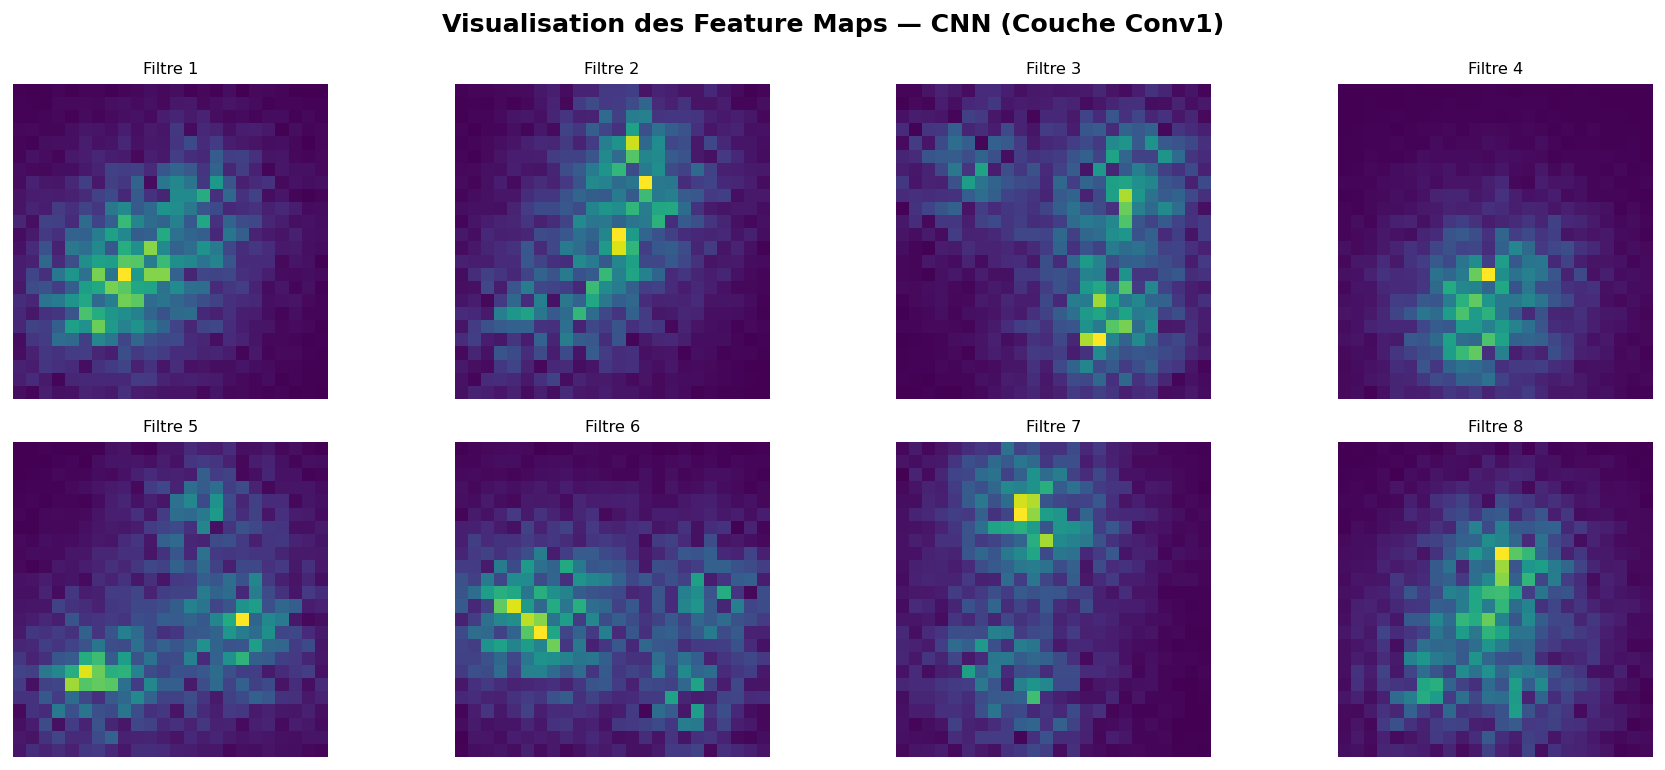 Visualisation des Feature Maps — CNN (Couche Conv1)
Filtre 1
Filtre 2
Filtre 3
Filtre 4
Filtre 5
Filtre 6
Filtre 7
Filtre 8